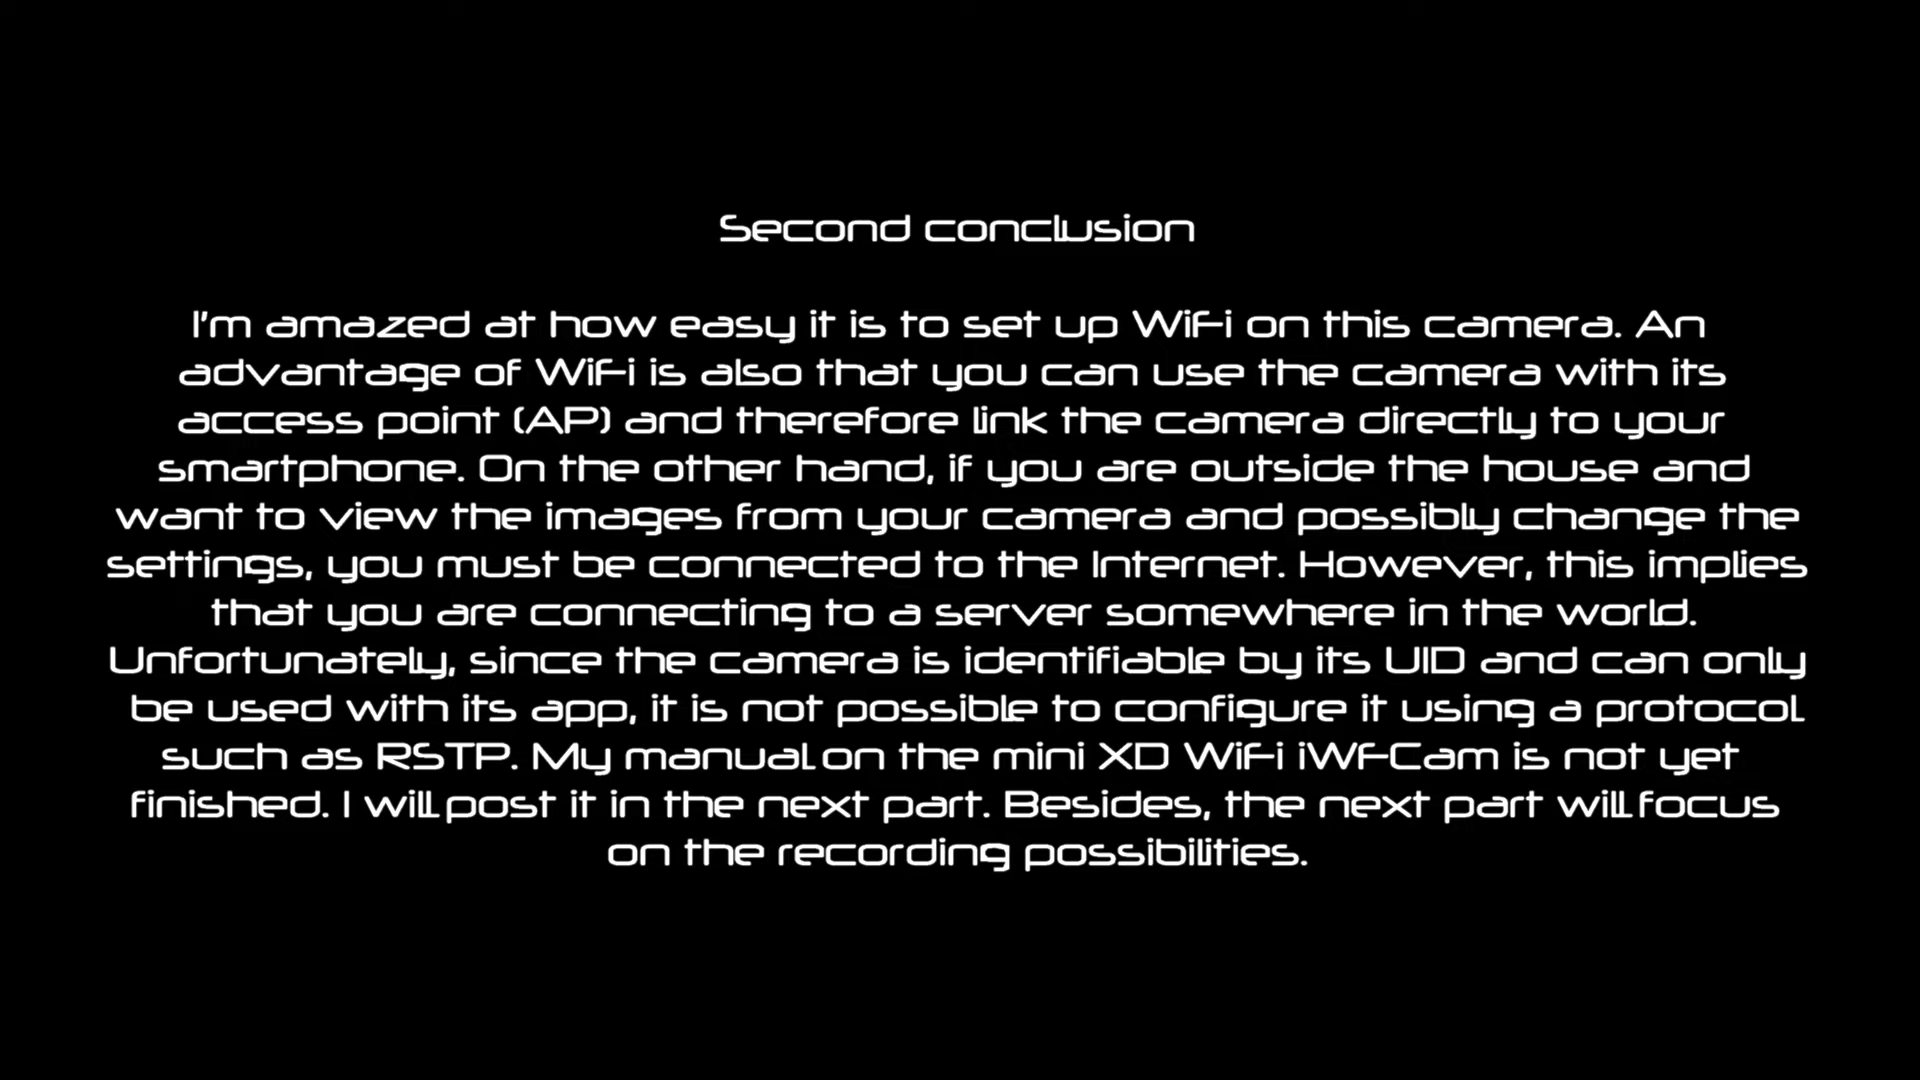 Second conclusion
I'm amazed at how easy it is to set up WiFi on this camera. An
advantage of WiFi is also that you can use the camera with its
access point (AP) and therefore link the camera directly to your
smartphone. On the other hand, if you are outside the house and
want to view the images from your camera and possibly change the
settings, you must be connected to the Internet. However, this implies
that you are connecting to a server somewhere in the world.
Unfortunately, since the camera is identifiable by its UID and can only
be used with its app, it is not possible to configure it using a protocol
such as RSTP. My manual on the mini XD WiFi iWFCam is not yet
finished. I will post it in the next part. Besides, the next part will focus
on the recording possibilities.